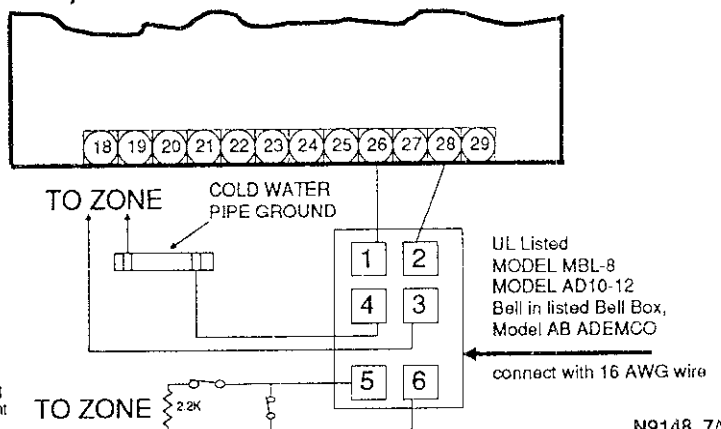 18 19 20 21 22 23 24 25 26 27 28 29
TO ZONE
COLD WATER
PIPE GROUND
1 2
4 3
5 6
UL Listed
MODEL MBL-8
MODEL AD10-12
Bell in listed Bell Box,
Model AB ADEMCO
connect with 16 AWG wire
TO ZONE
2.2K